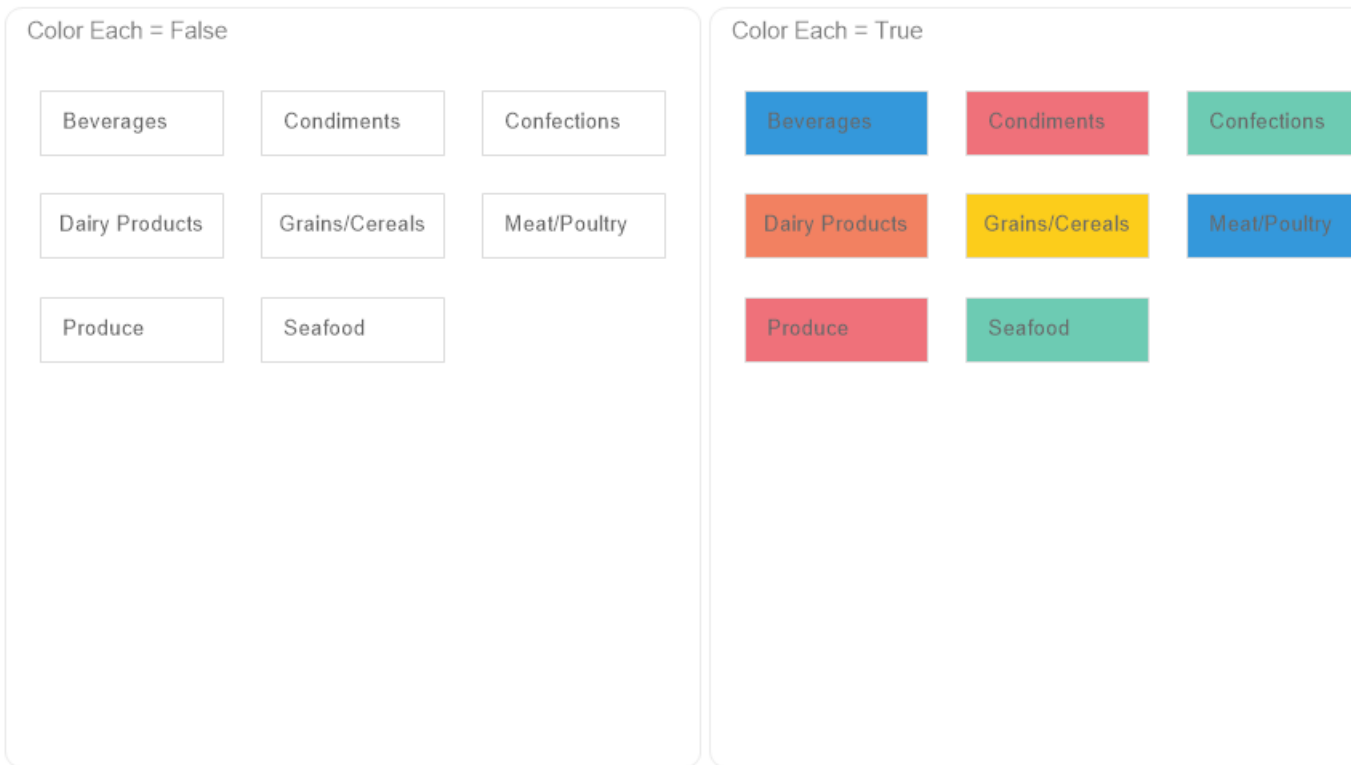 Color Each = False
Beverages
Condiments
Confections
Dairy Products
Grains/Cereals
Meat/Poultry
Produce
Seafood
Color Each = True
Beverages
Condiments
Confections
Dairy Products
Grains/Cereals
Meat/Poultry
Produce
Seafood